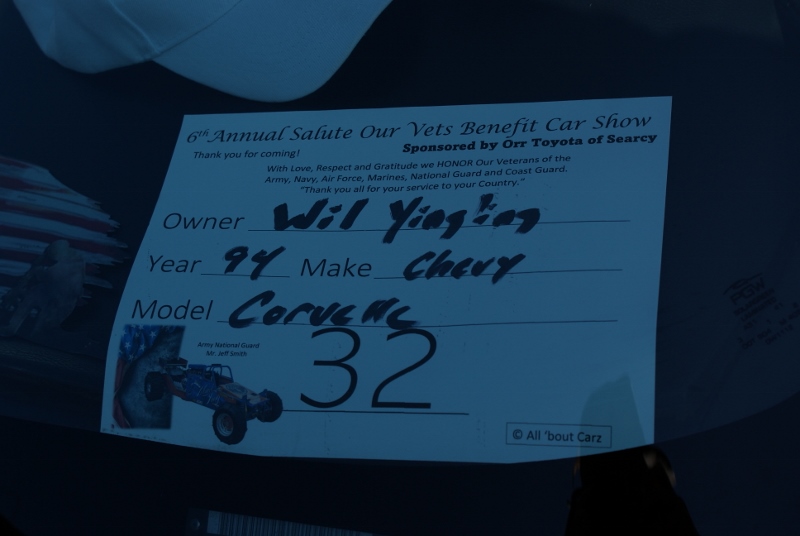 6th Annual Salute Our Vets Benefit Car Show
Sponsored by Orr Toyota of Searcy
Thank you for coming!
With Love, Respect and Gratitude we HONOR Our Veterans of the
Army, Navy, Air Force, Marines, National Guard and Coast Guard.
"Thank you all for your service to your Country."
Owner Wil Yingling
Year 94 Make Chevy
Model Corvette
Army National Guard
Mr. Jeff Smith
32
© All 'bout Carz
PGW